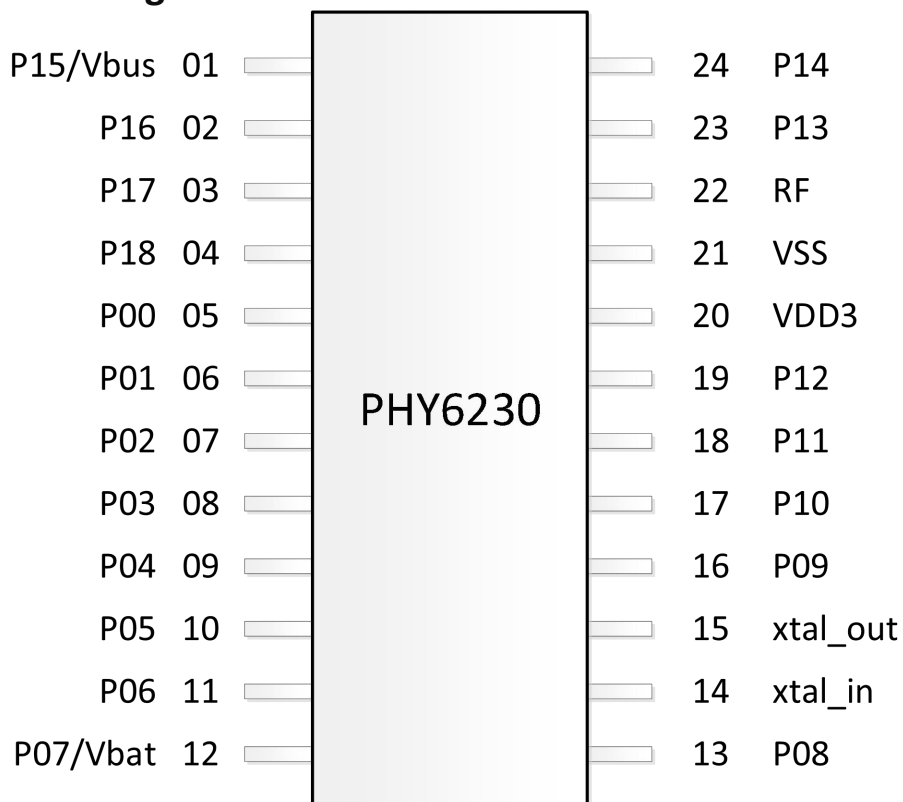 P15/Vbus 01 24 P14
P16 02 23 P13
P17 03 22 RF
P18 04 21 VSS
P00 05 20 VDD3
P01 06 19 P12
PHY6230
P02 07 18 P11
P03 08 17 P10
P04 09 16 P09
P05 10 15 xtal_out
P06 11 14 xtal_in
P07/Vbat 12 13 P08